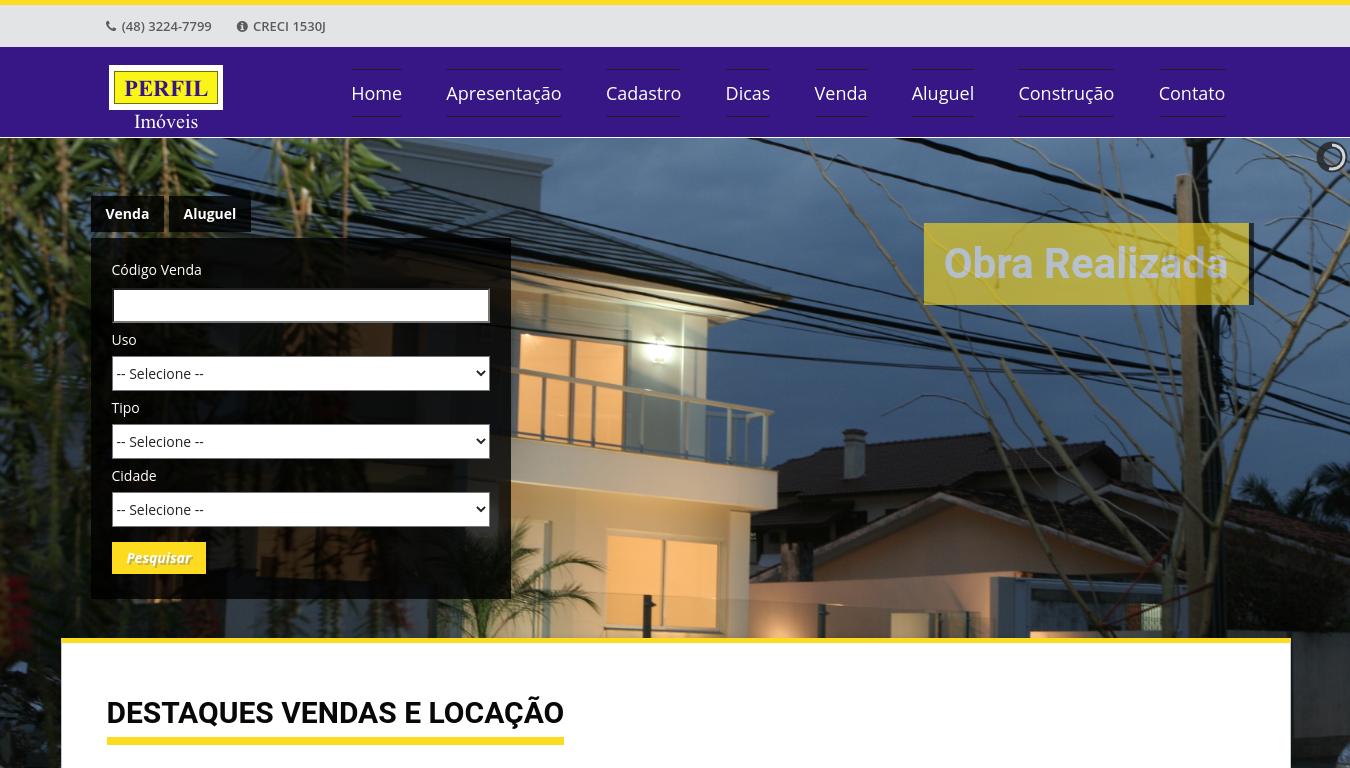 (48) 3224-7799 CRECI 1530J
PERFIL
Imóveis
Home Apresentação Cadastro Dicas Venda Aluguel Construção Contato
Venda Aluguel
Obra Realizada
Código Venda
Uso
-- Selecione --
Tipo
-- Selecione --
Cidade
-- Selecione --
Pesquisar
DESTAQUES VENDAS E LOCAÇÃO